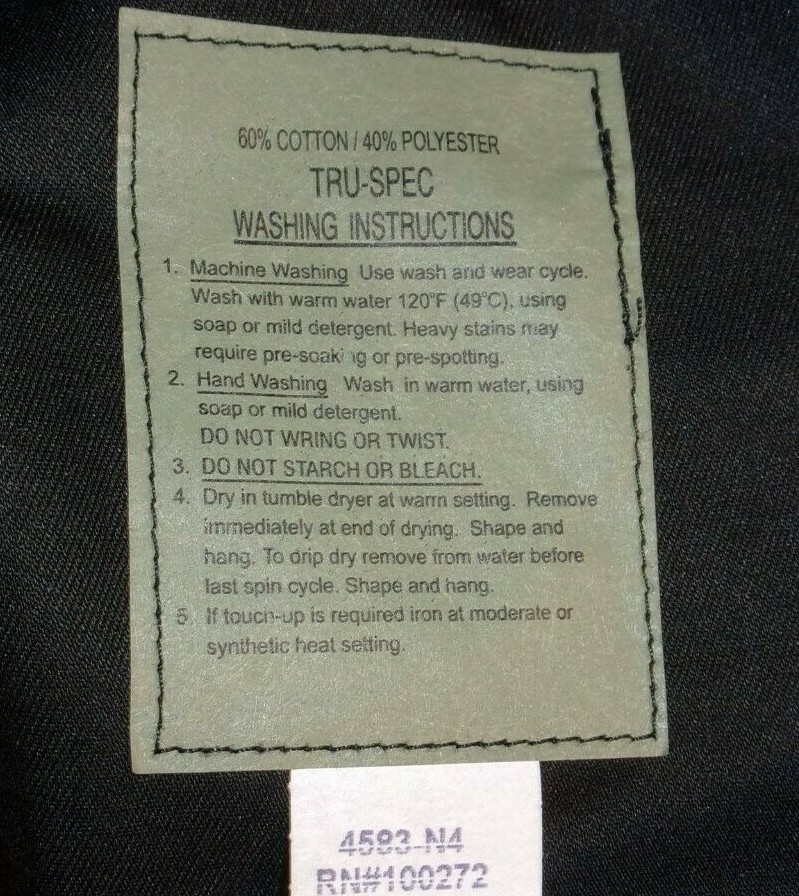 60% COTTON / 40% POLYESTER
TRU-SPEC
WASHING INSTRUCTIONS
1. Machine Washing Use wash and wear cycle.
Wash with warm water 120°F (49°C), using
soap or mild detergent. Heavy stains may
require pre-soaking or pre-spotting.
2. Hand Washing Wash in warm water, using
soap or mild detergent.
DO NOT WRING OR TWIST.
3. DO NOT STARCH OR BLEACH.
4. Dry in tumble dryer at warm setting. Remove
immediately at end of drying. Shape and
hang. To drip dry remove from water before
last spin cycle. Shape and hang.
5. If touch-up is required iron at moderate or
synthetic heat setting.
4593-N4
RN#100272